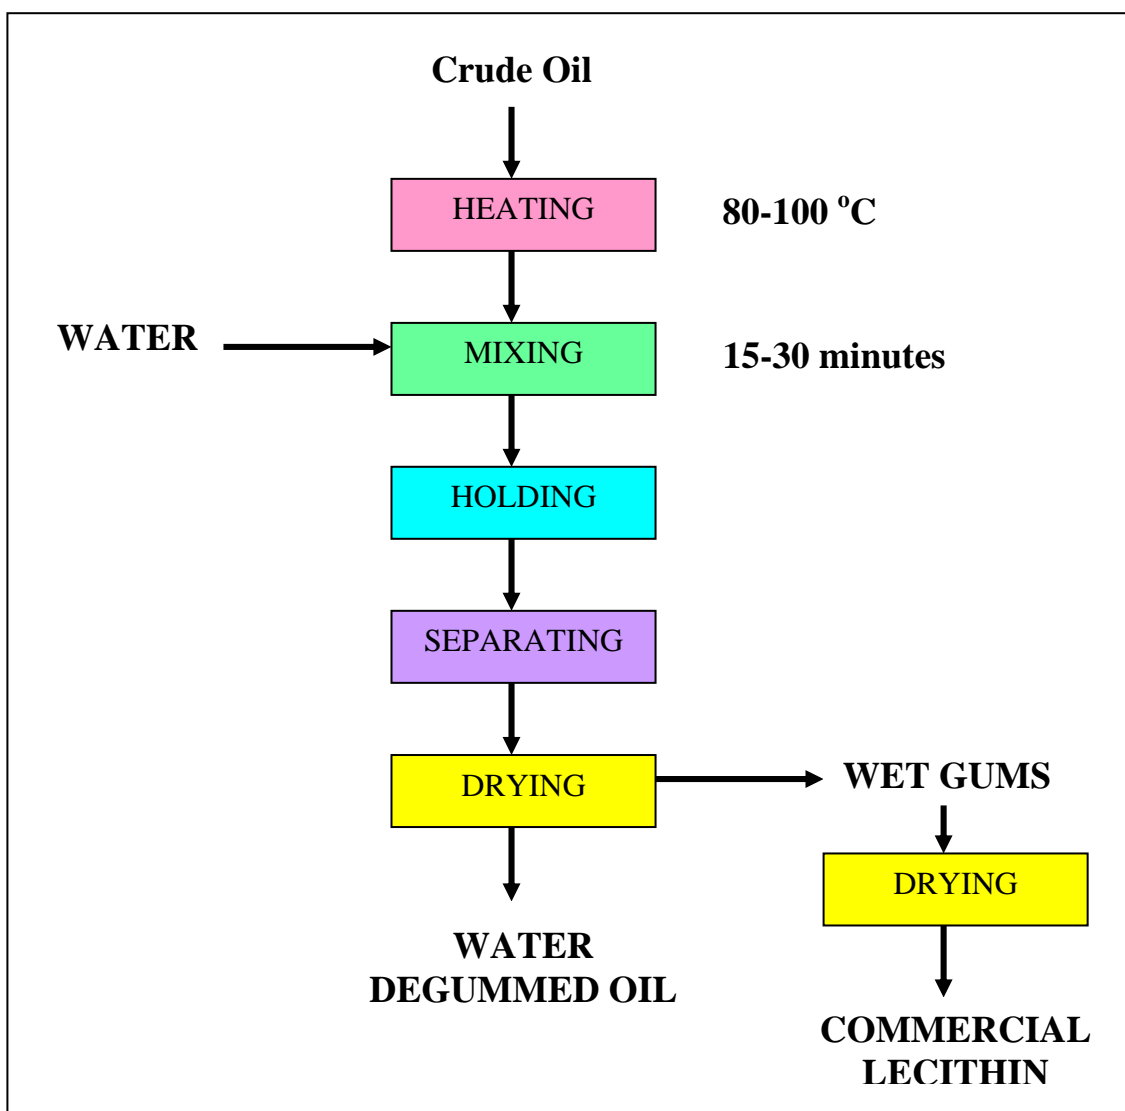 Crude Oil
HEATING
80-100 °C
WATER
MIXING
15-30 minutes
HOLDING
SEPARATING
DRYING
WET GUMS
DRYING
WATER
DEGUMMED OIL
COMMERCIAL
LECITHIN